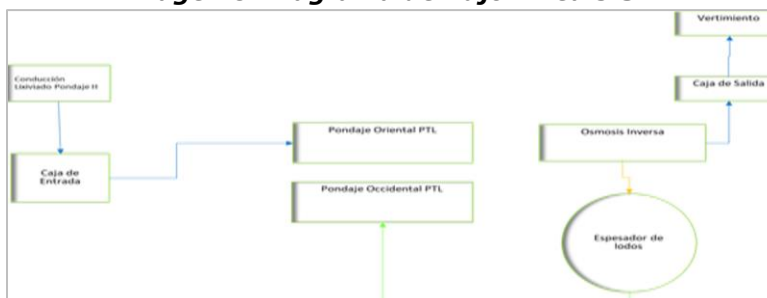 Vertimiento
Conducción
Lixiviado Pondaje II
Caja de Salida
Pondaje Oriental PTL
Osmosis Inversa
Caja de
Entrada
Pondaje Occidental PTL
Espesador de
lodos